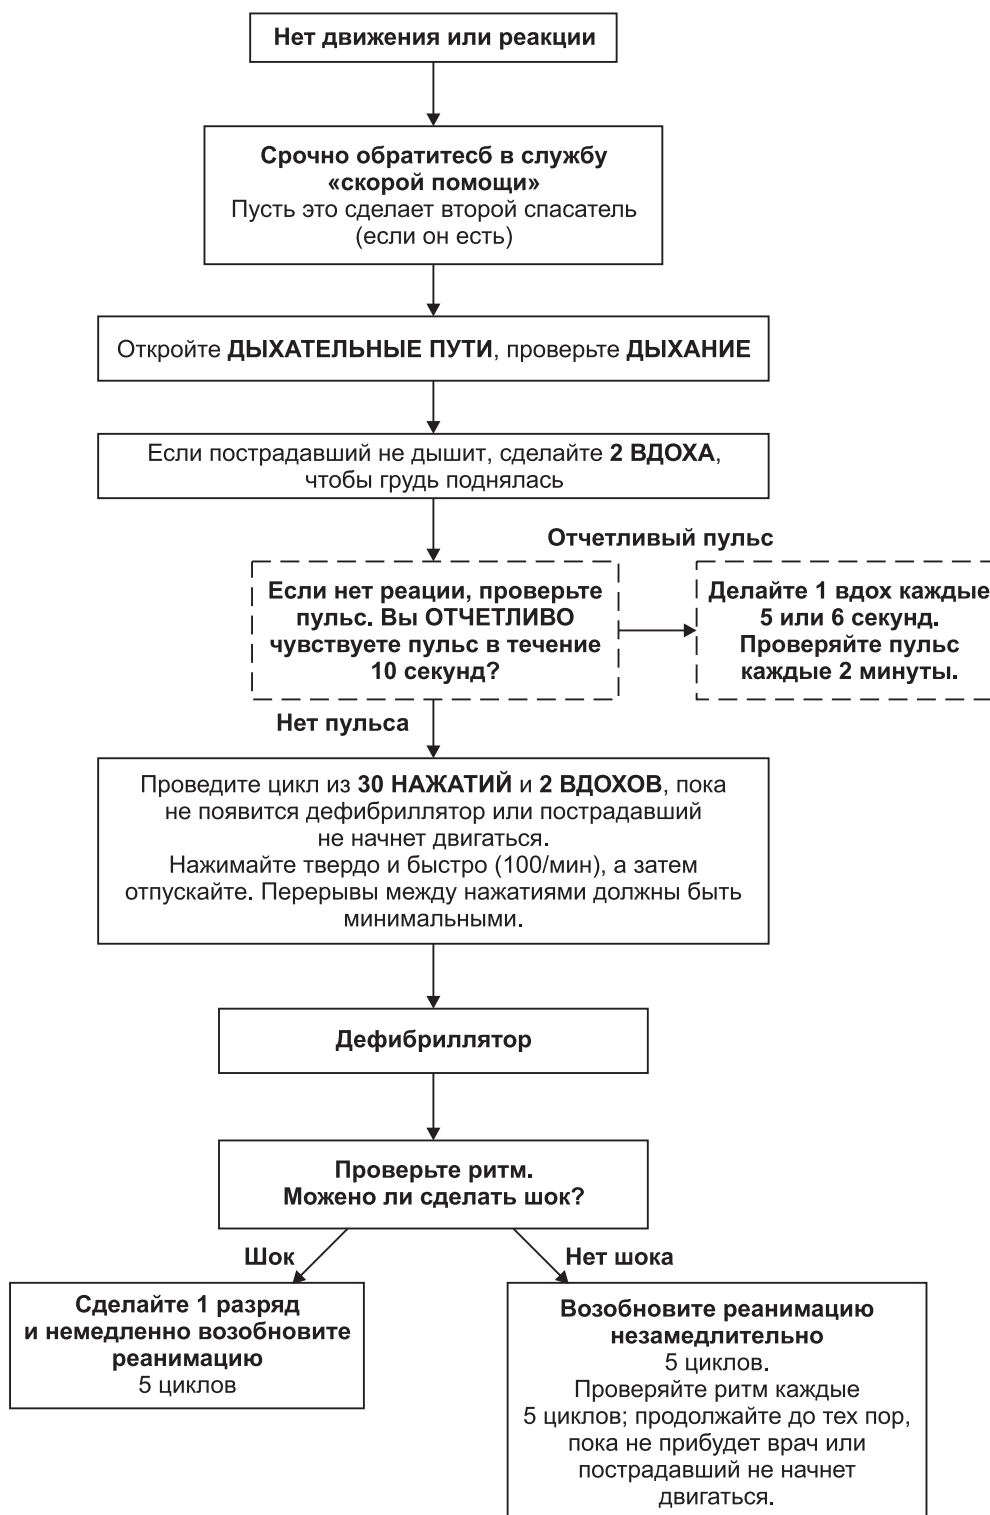 Нет движения или реакции
Срочно обратитесб в службу
«скорой помощи»
Пусть это сделает второй спасатель
(если он есть)
Откройте ДЫХАТЕЛЬНЫЕ ПУТИ, проверьте ДЫХАНИЕ
Если пострадавший не дышит, сделайте 2 ВДОХА,
чтобы грудь поднялась
Отчетливый пульс
Если нет реации, проверьте
пульс. Вы ОТЧЕТЛИВО
чувствуете пульс в течение
10 секунд?
Делайте 1 вдох каждые
5 или 6 секунд.
Проверяйте пульс
каждые 2 минуты.
Нет пульса
Проведите цикл из 30 НАЖАТИЙ и 2 ВДОХОВ, пока
не появится дефибриллятор или пострадавший
не начнет двигаться.
Нажимайте твердо и быстро (100/мин), а затем
отпускайте. Перерывы между нажатиями должны быть
минимальными.
Дефибриллятор
Проверьте ритм.
Можено ли сделать шок?
Шок
Нет шока
Сделайте 1 разряд
и немедленно возобновите
реанимацию
5 циклов
Возобновите реанимацию
незамедлительно
5 циклов.
Проверяйте ритм каждые
5 циклов; продолжайте до тех пор,
пока не прибудет врач или
пострадавший не начнет
двигаться.